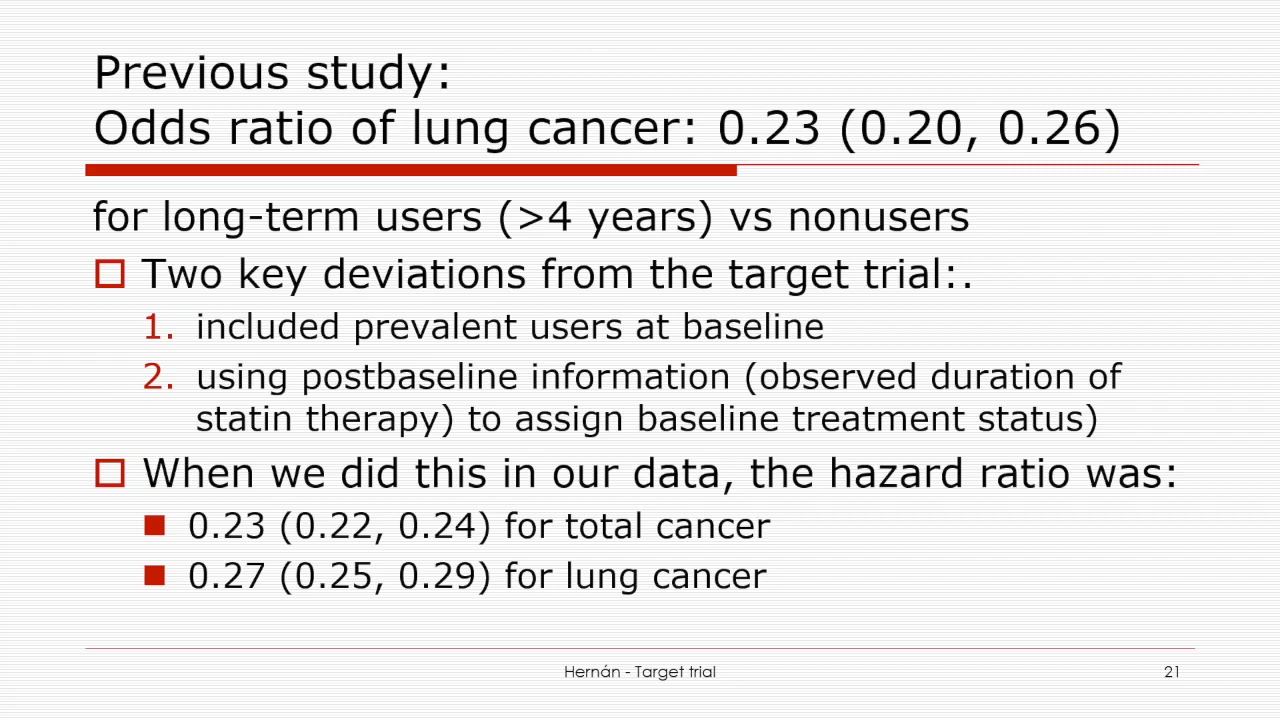 Previous study:
Odds ratio of lung cancer: 0.23 (0.20, 0.26)
for long-term users (>4 years) vs nonusers
Two key deviations from the target trial:.
1. included prevalent users at baseline
2. using postbaseline information (observed duration of
statin therapy) to assign baseline treatment status)
When we did this in our data, the hazard ratio was:
0.23 (0.22, 0.24) for total cancer
0.27 (0.25, 0.29) for lung cancer
Hernán - Target trial
21